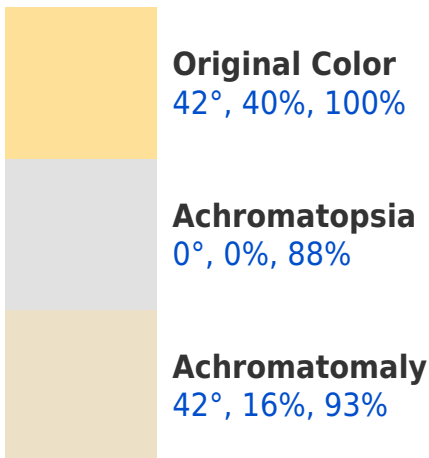 Original Color
42°, 40%, 100%
Achromatopsia
0°, 0%, 88%
Achromatomaly
42°, 16%, 93%